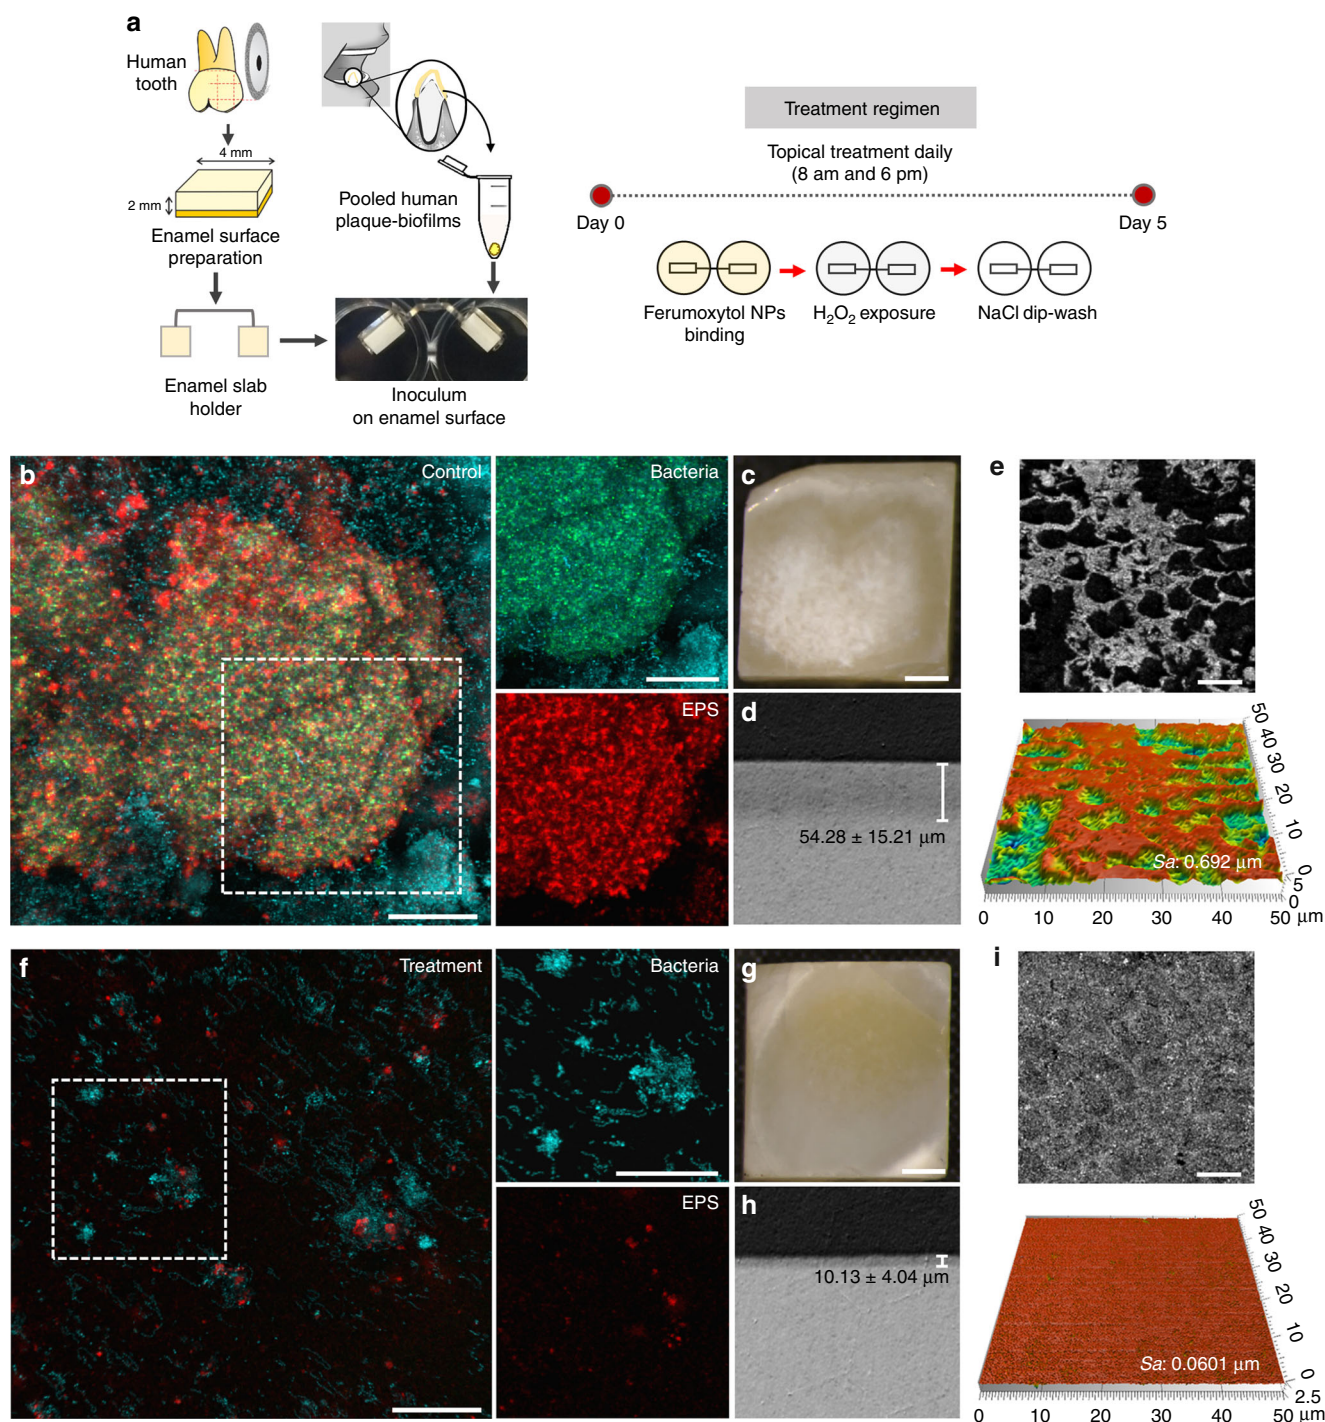 a
Human
tooth
4 mm
2 mm
Enamel surface
preparation
Enamel slab
holder
Pooled human
plaque-biofilms
Inoculum
on enamel surface
Treatment regimen
Topical treatment daily
(8 am and 6 pm)
Day 0
Day 5
Ferumoxytol NPs
binding
H₂O₂ exposure
NaCl dip-wash
b
Control
Bacteria
EPS
c
d
54.28 ± 15.21 µm
e
50
40
30
20
10
0
5
0
Sa: 0.692 µm
0 10 20 30 40 50 µm
f
Treatment
Bacteria
EPS
g
h
10.13 ± 4.04 µm
i
50
40
30
20
10
0
2.5
Sa: 0.0601 µm
0 10 20 30 40 50 µm